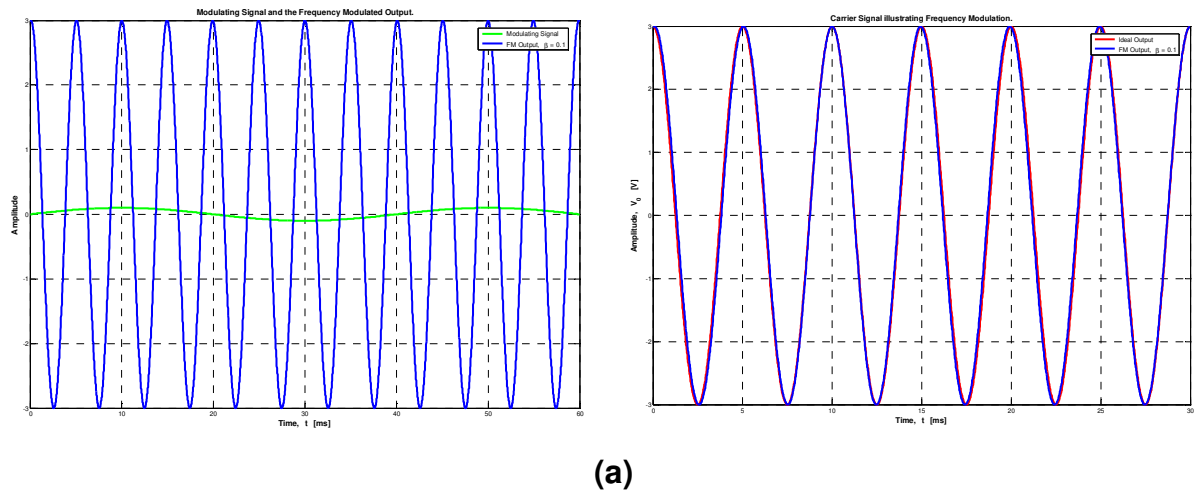 Modulating Signal and the Frequency Modulated Output.
Modulating Signal
FM Output, β = 0.1
Amplitude
3
2
1
0
-1
-2
-3
0 10 20 30 40 50 60
Time, t [ms]
Carrier Signal illustrating Frequency Modulation.
Ideal Output
FM Output, β = 0.1
Amplitude, V0 [V]
3
2
1
0
-1
-2
-3
0 5 10 15 20 25 30
Time, t [ms]
(a)